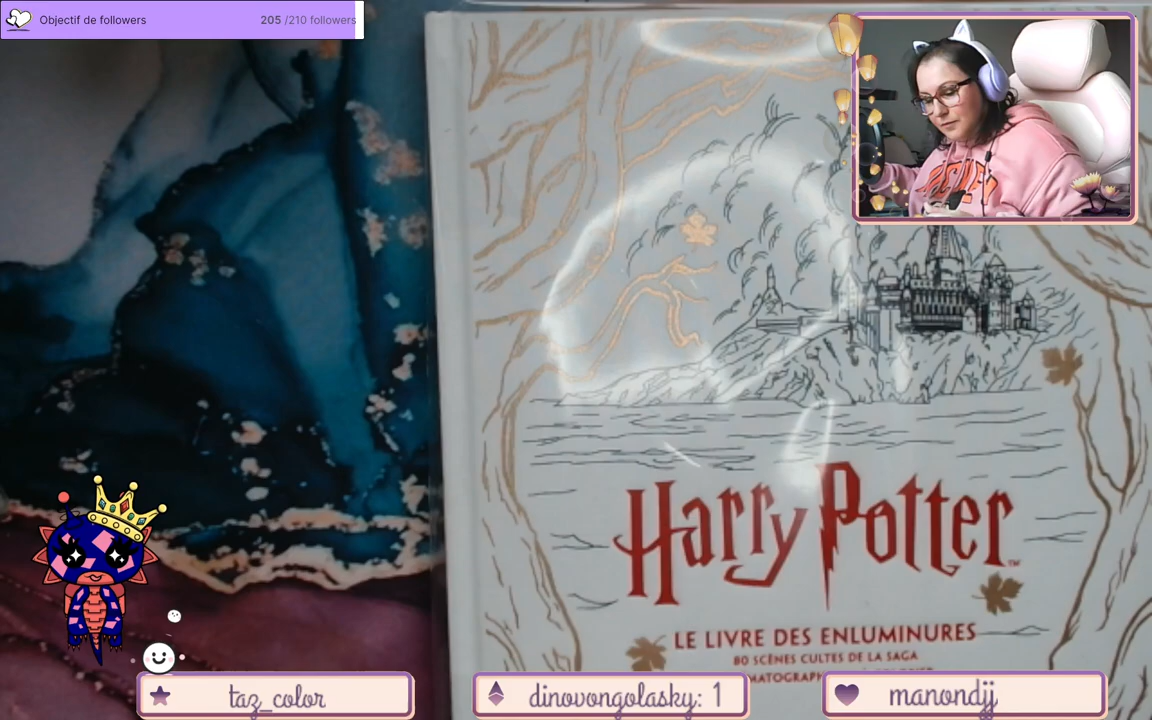 Objectif de followers 205 /210 followers
Harry Potter™
LE LIVRE DES ENLUMINURES
80 SCÈNES CULTES DE LA SAGA
taz_color
dinovongolasky: 1
manondjj